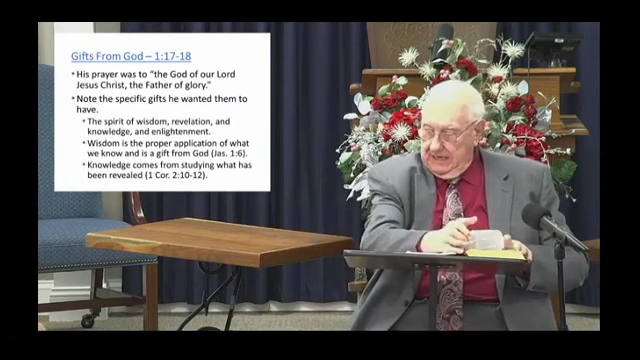 Gifts From God – 1:17-18
• His prayer was to “the God of our Lord
Jesus Christ, the Father of glory.”
• Note the specific gifts he wanted them to
have.
• The spirit of wisdom, revelation, and
knowledge, and enlightenment.
• Wisdom is the proper application of what
we know and is a gift from God (Jas. 1:6).
• Knowledge comes from studying what has
been revealed (1 Cor. 2:10-12).